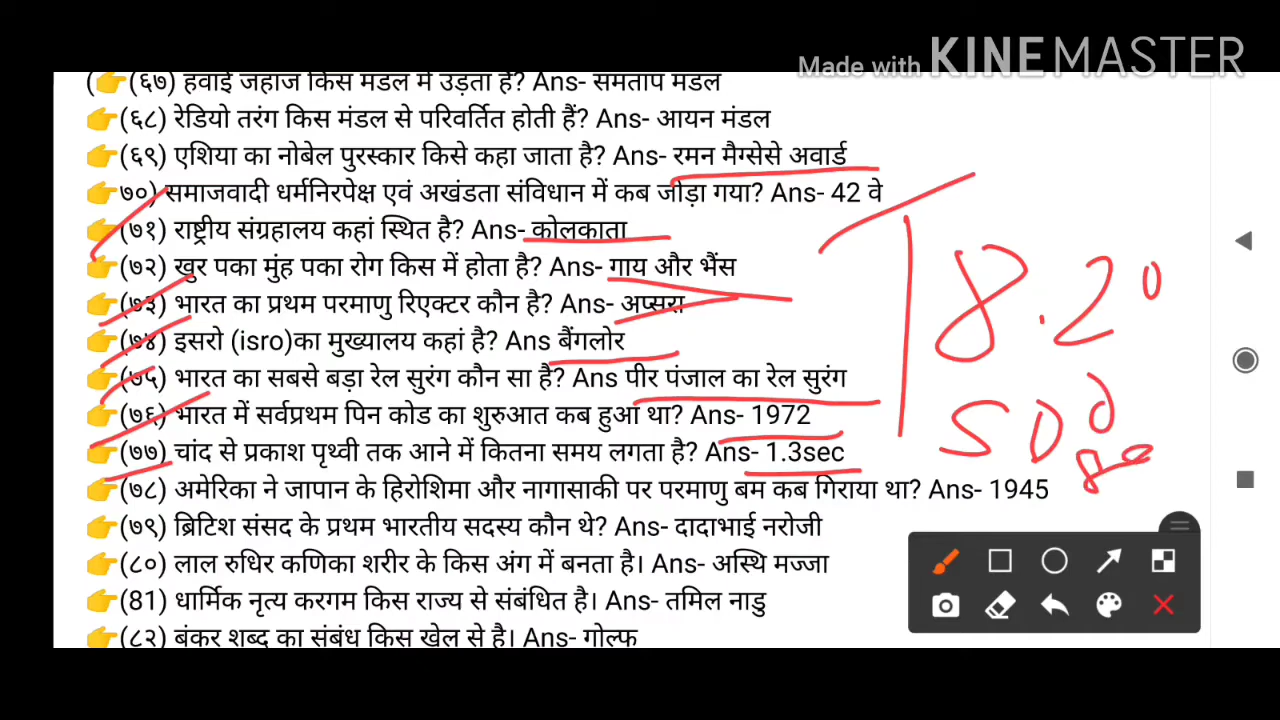 Made with KINEMASTER
(👉(६७) हवाई जहाज किस मंडल में उड़ता है? Ans- समताप मंडल
👉(६८) रेडियो तरंग किस मंडल से परिवर्तित होती हैं? Ans- आयन मंडल
👉(६९) एशिया का नोबेल पुरस्कार किसे कहा जाता है? Ans- रमन मैग्सेसे अवार्ड
👉७०) समाजवादी धर्मनिरपेक्ष एवं अखंडता संविधान में कब जोड़ा गया? Ans- 42 वे
👉(७१) राष्ट्रीय संग्रहालय कहां स्थित है? Ans- कोलकाता
👉(७२) खुर पका मुंह पका रोग किस में होता है? Ans- गाय और भैंस
👉(७३) भारत का प्रथम परमाणु रिएक्टर कौन है? Ans- अप्सरा
👉(७४) इसरो (isro)का मुख्यालय कहां है? Ans बैंगलोर
👉(७५) भारत का सबसे बड़ा रेल सुरंग कौन सा है? Ans पीर पंजाल का रेल सुरंग
👉(७६) भारत में सर्वप्रथम पिन कोड का शुरुआत कब हुआ था? Ans- 1972
👉(७७) चांद से प्रकाश पृथ्वी तक आने में कितना समय लगता है? Ans- 1.3sec
👉(७८) अमेरिका ने जापान के हिरोशिमा और नागासाकी पर परमाणु बम कब गिराया था? Ans- 1945
👉(७९) ब्रिटिश संसद के प्रथम भारतीय सदस्य कौन थे? Ans- दादाभाई नरोजी
👉(८०) लाल रुधिर कणिका शरीर के किस अंग में बनता है। Ans- अस्थि मज्जा
👉(81) धार्मिक नृत्य करगम किस राज्य से संबंधित है। Ans- तमिल नाडु
👉(८२) बंकर शब्द का संबंध किस खेल से है। Ans- गोल्फ
8.20
500